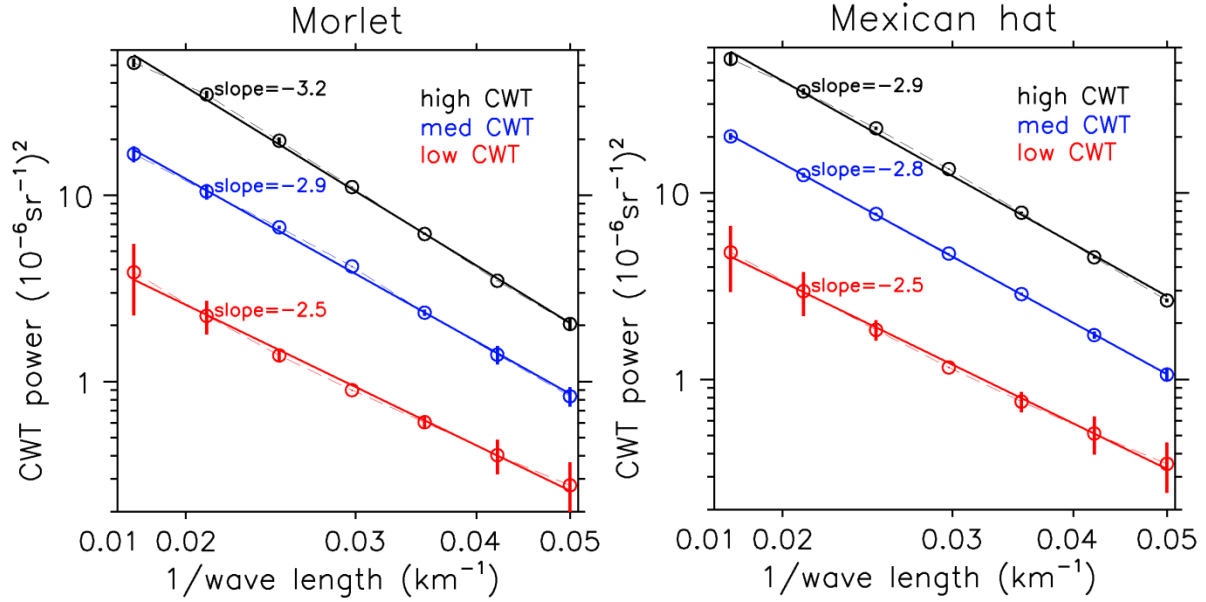 Morlet
slope=−3.2
high CWT
med CWT
low CWT
slope=−2.9
slope=−2.5
10
1
CWT power (10⁻⁶sr⁻¹)²
0.01 0.02 0.03 0.04 0.05
1/wave length (km⁻¹)
Mexican hat
slope=−2.9
high CWT
med CWT
low CWT
slope=−2.8
slope=−2.5
10
1
CWT power (10⁻⁶sr⁻¹)²
0.01 0.02 0.03 0.04 0.05
1/wave length (km⁻¹)